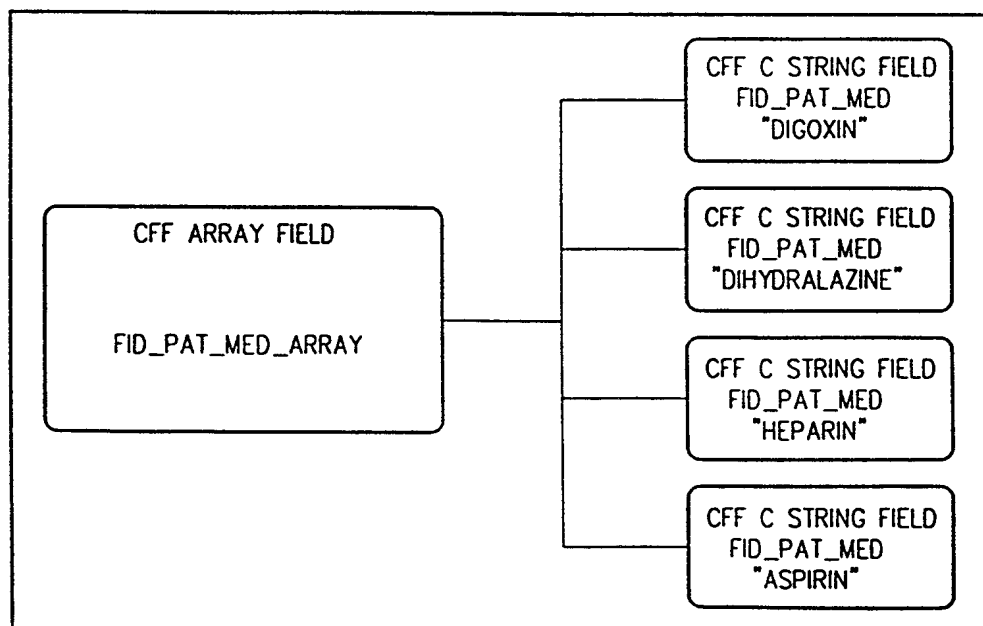 CFF ARRAY FIELD
FID_PAT_MED_ARRAY
CFF C STRING FIELD
FID_PAT_MED
"DIGOXIN"
CFF C STRING FIELD
FID_PAT_MED
"DIHYDRALAZINE"
CFF C STRING FIELD
FID_PAT_MED
"HEPARIN"
CFF C STRING FIELD
FID_PAT_MED
"ASPIRIN"